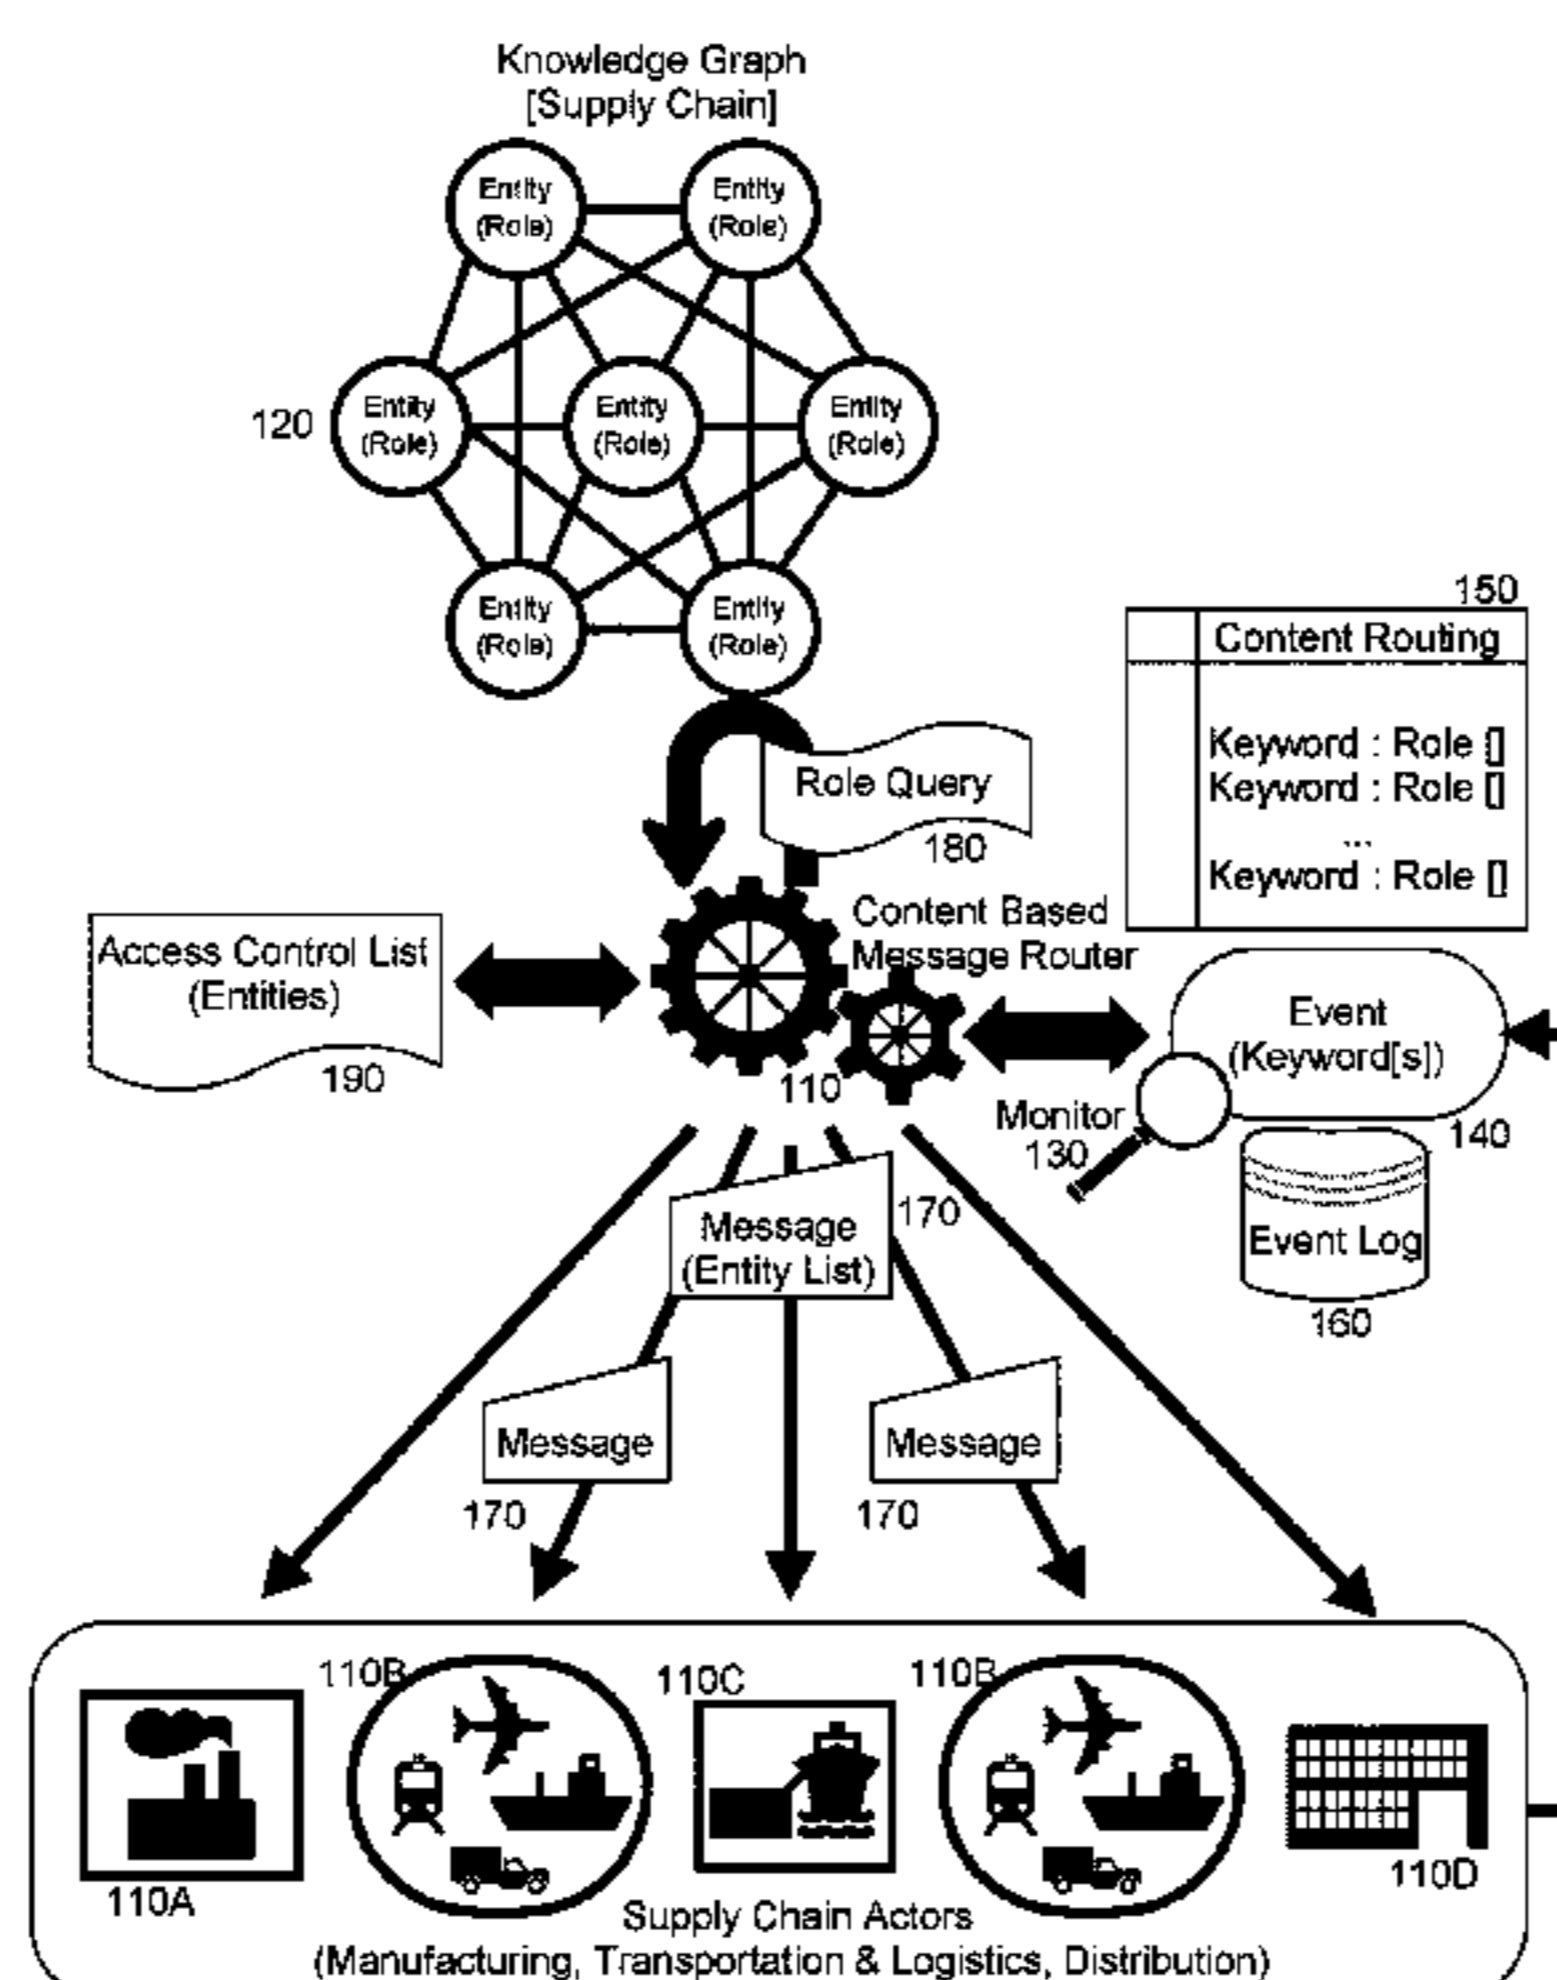 Knowledge Graph
[Supply Chain]
Entity
(Role)
Entity
(Role)
120
Entity
(Role)
Entity
(Role)
Entity
(Role)
Entity
(Role)
Entity
(Role)
150
Content Routing
Keyword : Role []
Keyword : Role []
...
Keyword : Role []
Role Query
180
Content Based
Message Router
Access Control List
(Entities)
190
110
Event
(Keyword[s])
140
Monitor
130
Event Log
160
Message
(Entity List)
170
Message
170
Message
170
110A
110B
110C
110B
110D
Supply Chain Actors
(Manufacturing, Transportation & Logistics, Distribution)